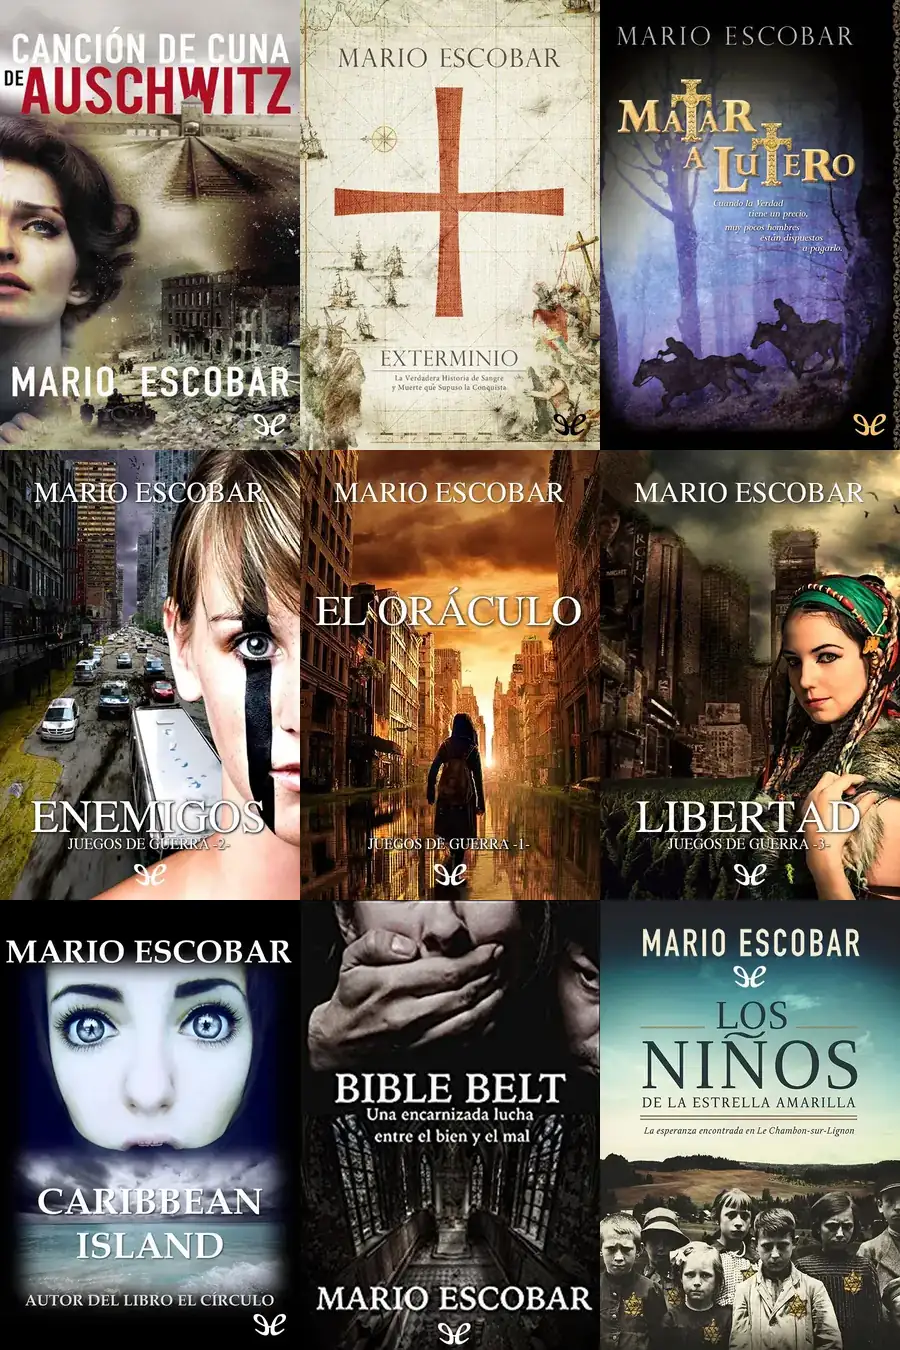 CANCIÓN DE CUNA
DE AUSCHWITZ
MARIO ESCOBAR
MARIO ESCOBAR
EXTERMINIO
La Verdadera Historia de Sangre
y Muerte que Supuso la Conquista
MARIO ESCOBAR
MATAR
A LUTERO
Cuando la Verdad
tiene un precio,
muy pocos hombres
están dispuestos
a pagarlo.
MARIO ESCOBAR
ENEMIGOS
JUEGOS DE GUERRA -2-
MARIO ESCOBAR
EL ORÁCULO
JUEGOS DE GUERRA -1-
MARIO ESCOBAR
LIBERTAD
JUEGOS DE GUERRA -3-
MARIO ESCOBAR
CARIBBEAN
ISLAND
AUTOR DEL LIBRO EL CÍRCULO
BIBLE BELT
Una encarnizada lucha
entre el bien y el mal
MARIO ESCOBAR
MARIO ESCOBAR
LOS
NIÑOS
DE LA ESTRELLA AMARILLA
La esperanza encontrada en Le Chambon-sur-Lignon